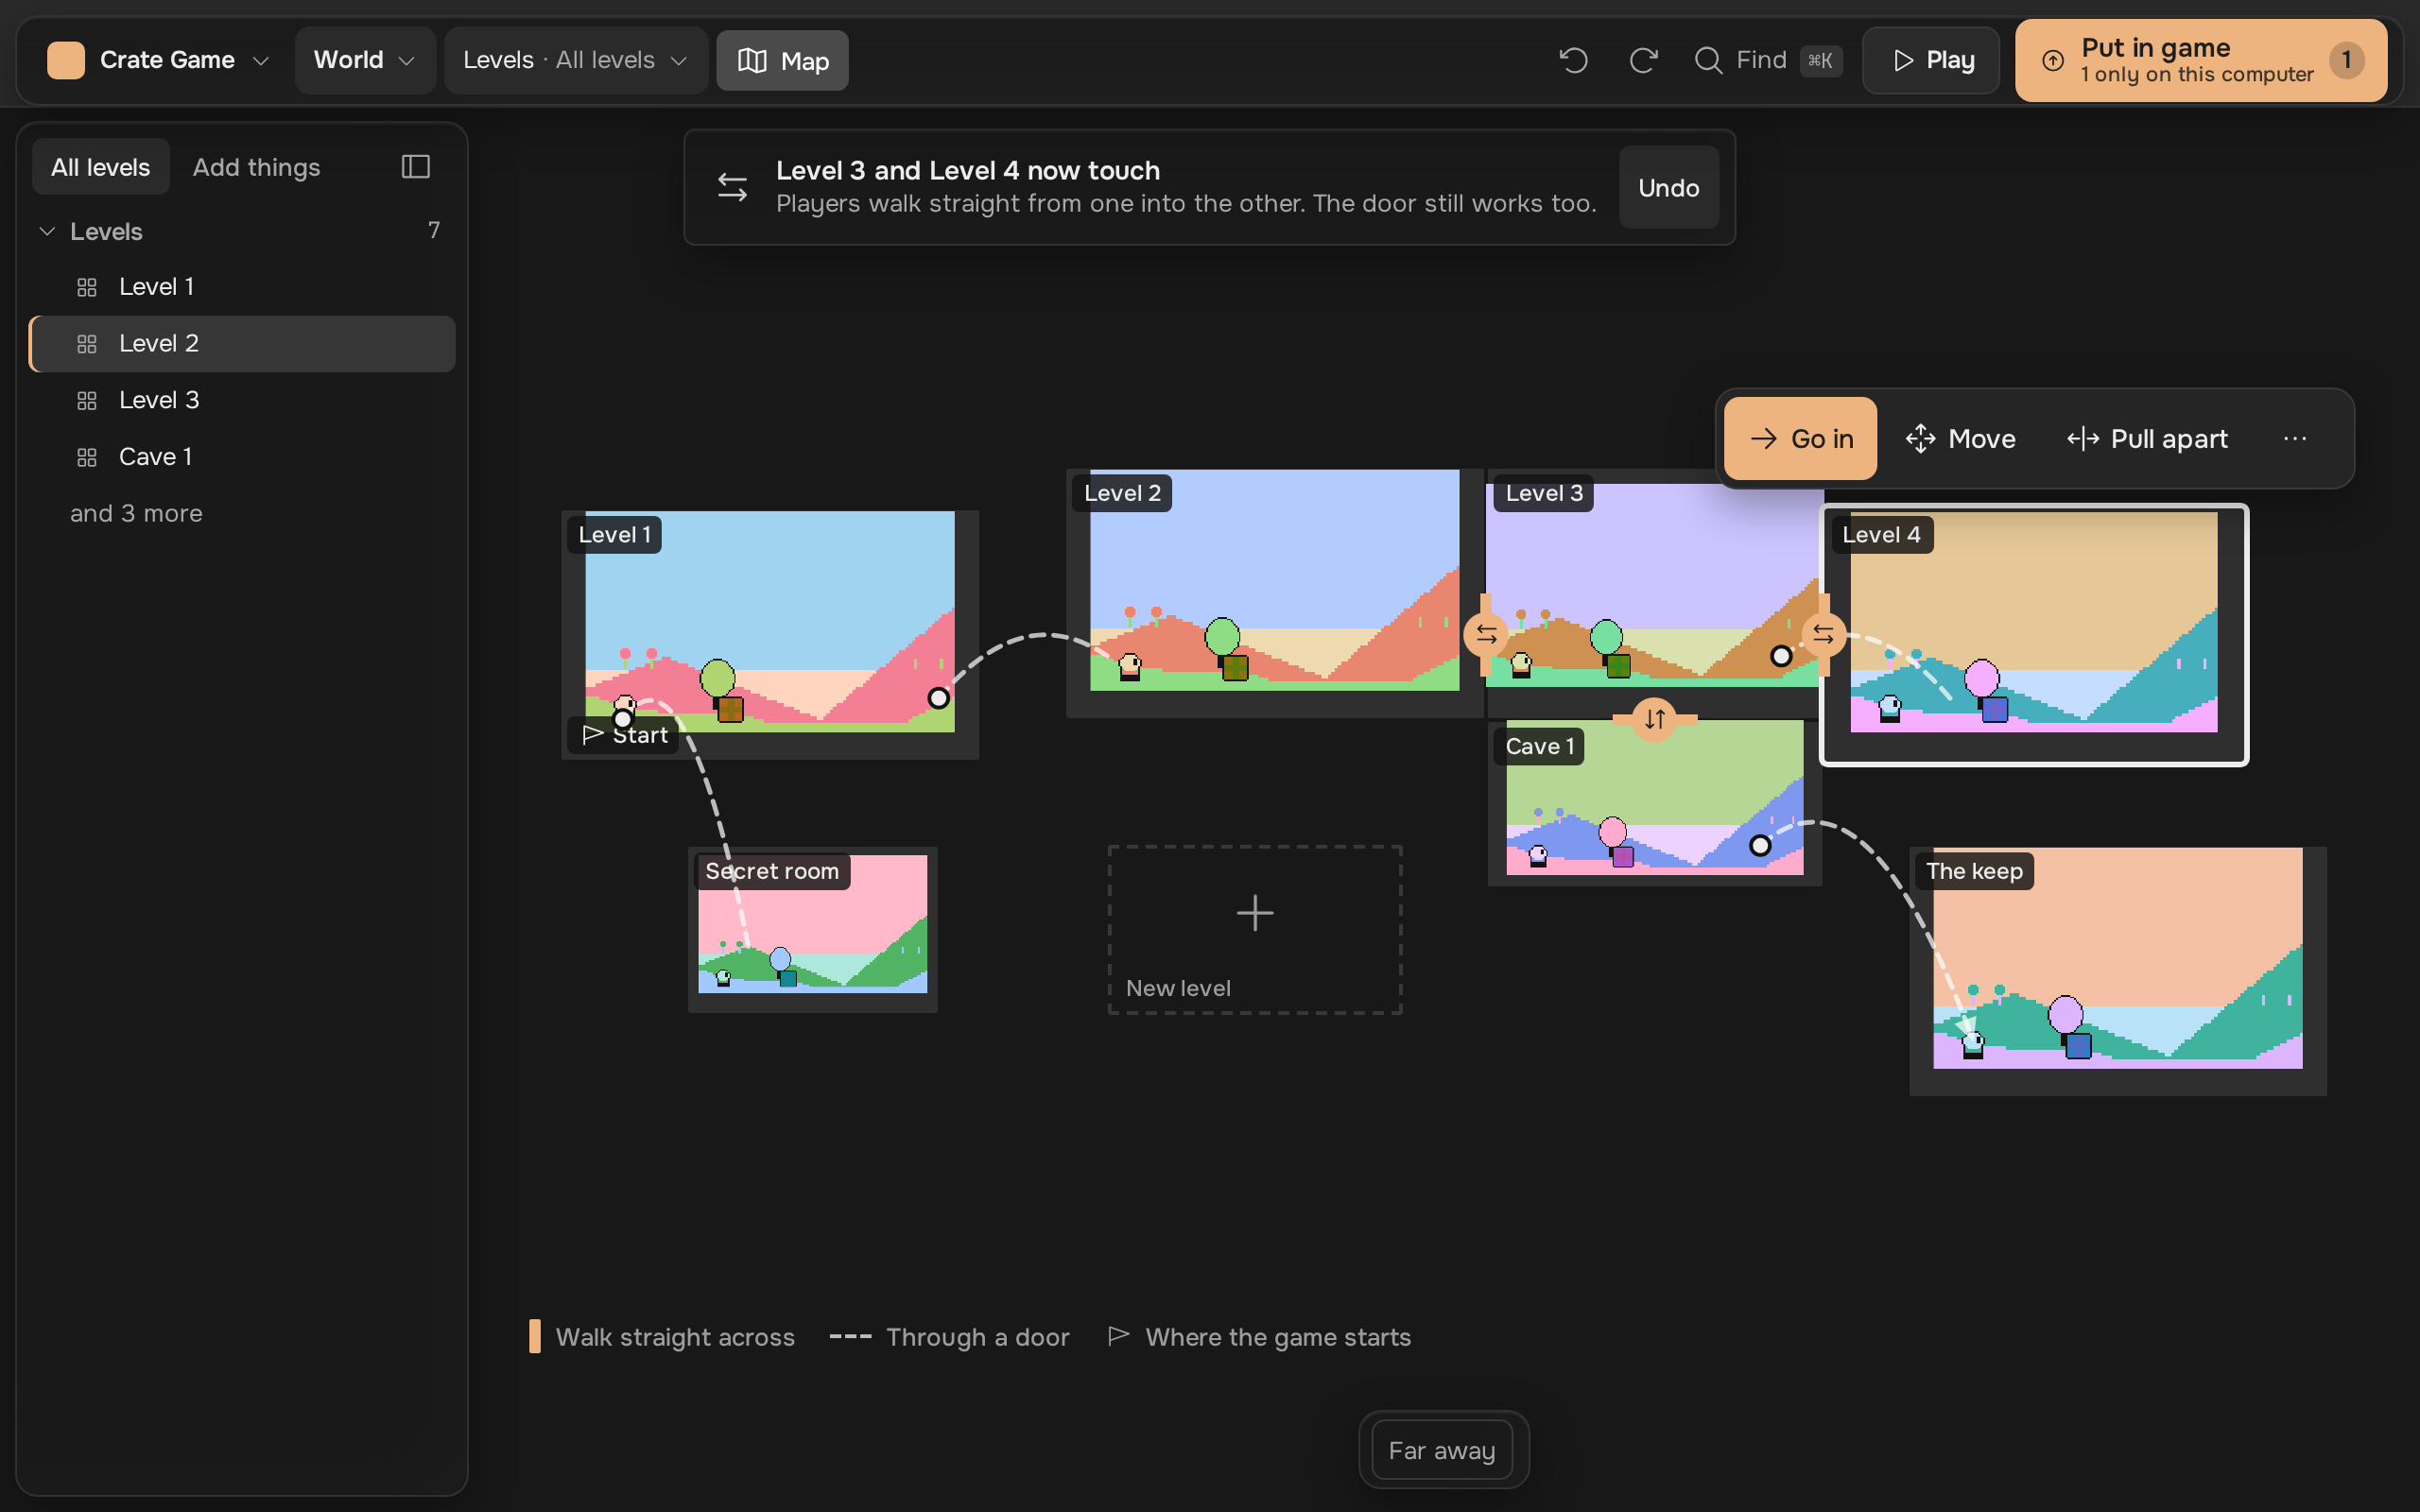 Crate Game
World
Levels · All levels
Map
Find ⌘K
Play
Put in game
1 only on this computer
1
All levels
Add things
Levels 7
Level 1
Level 2
Level 3
Cave 1
and 3 more
Level 3 and Level 4 now touch
Players walk straight from one into the other. The door still works too.
Undo
Go in
Move
Pull apart
Level 1
Start
Level 2
Level 3
Level 4
Cave 1
Secret room
New level
The keep
Walk straight across
Through a door
Where the game starts
Far away